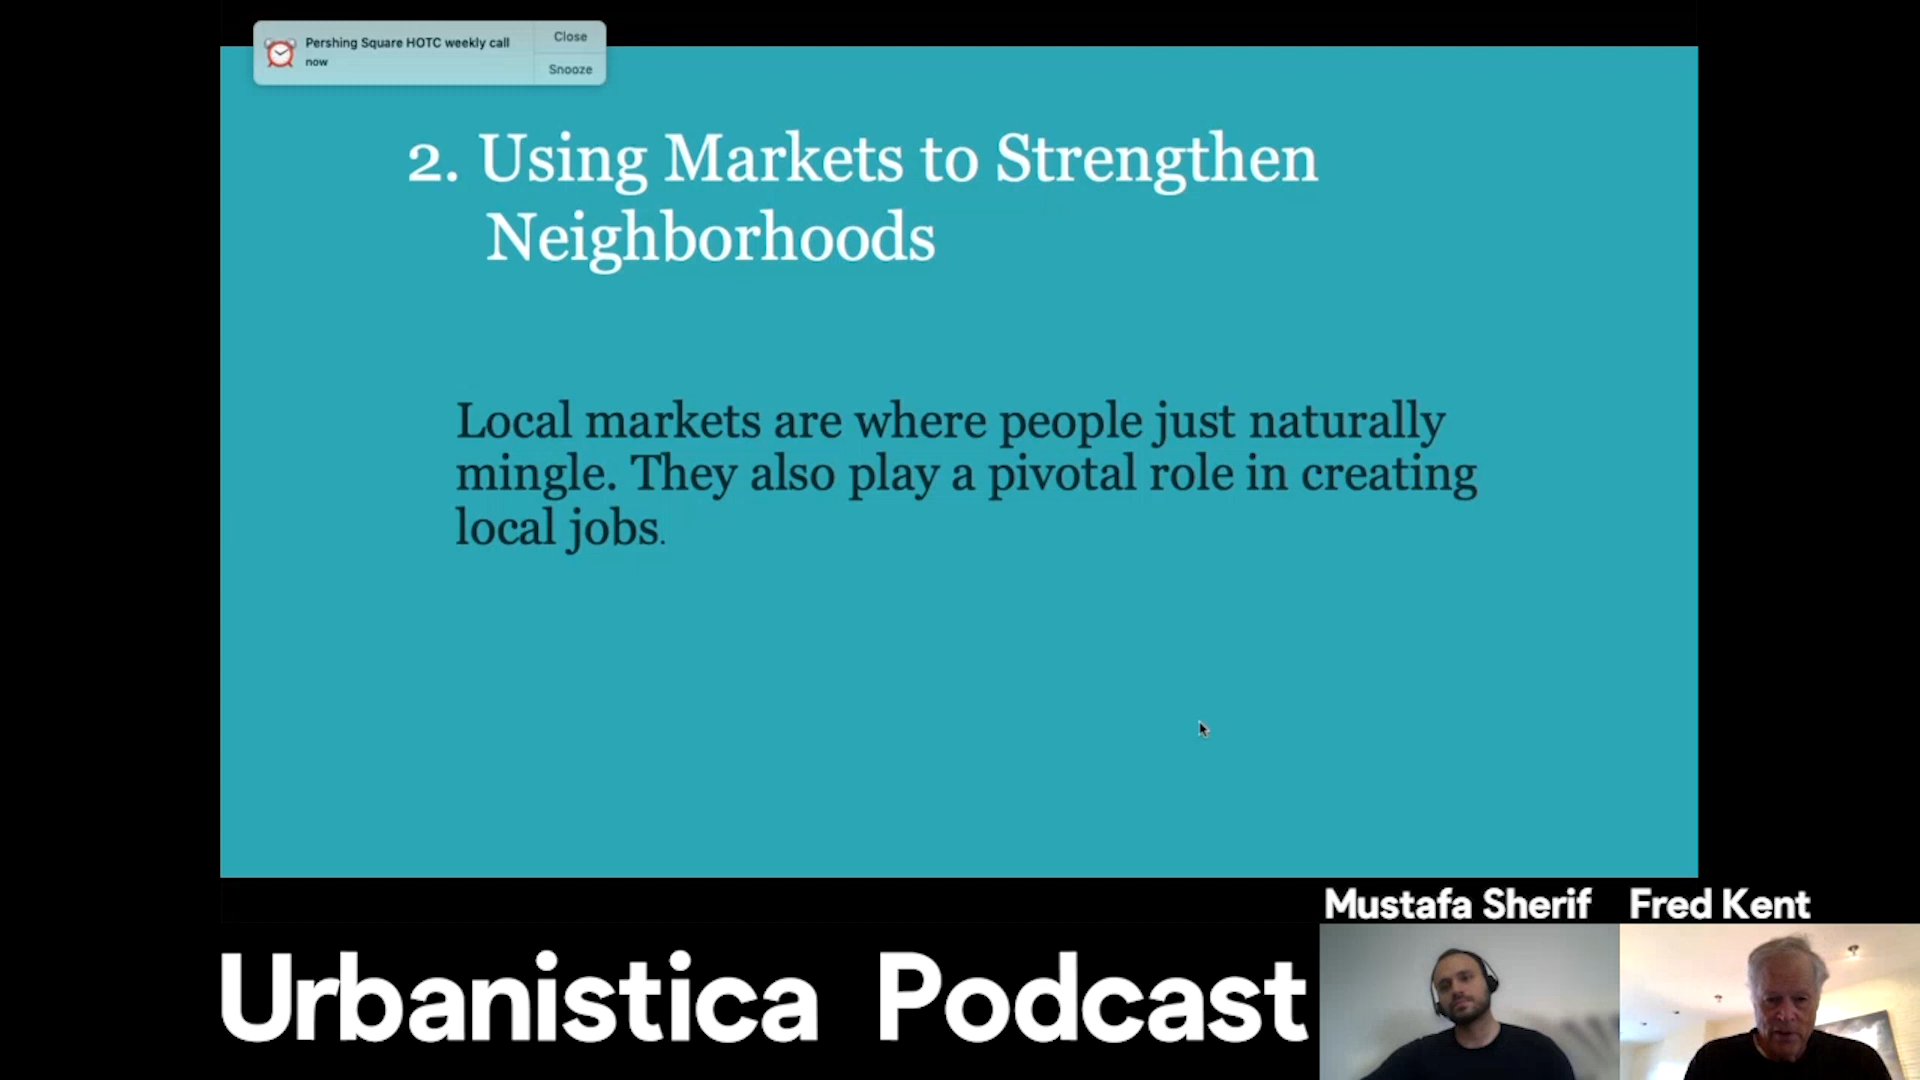 Pershing Square HOTC weekly call
now
Close
Snooze
2. Using Markets to Strengthen
Neighborhoods
Local markets are where people just naturally
mingle. They also play a pivotal role in creating
local jobs.
Mustafa Sherif
Fred Kent
Urbanistica Podcast